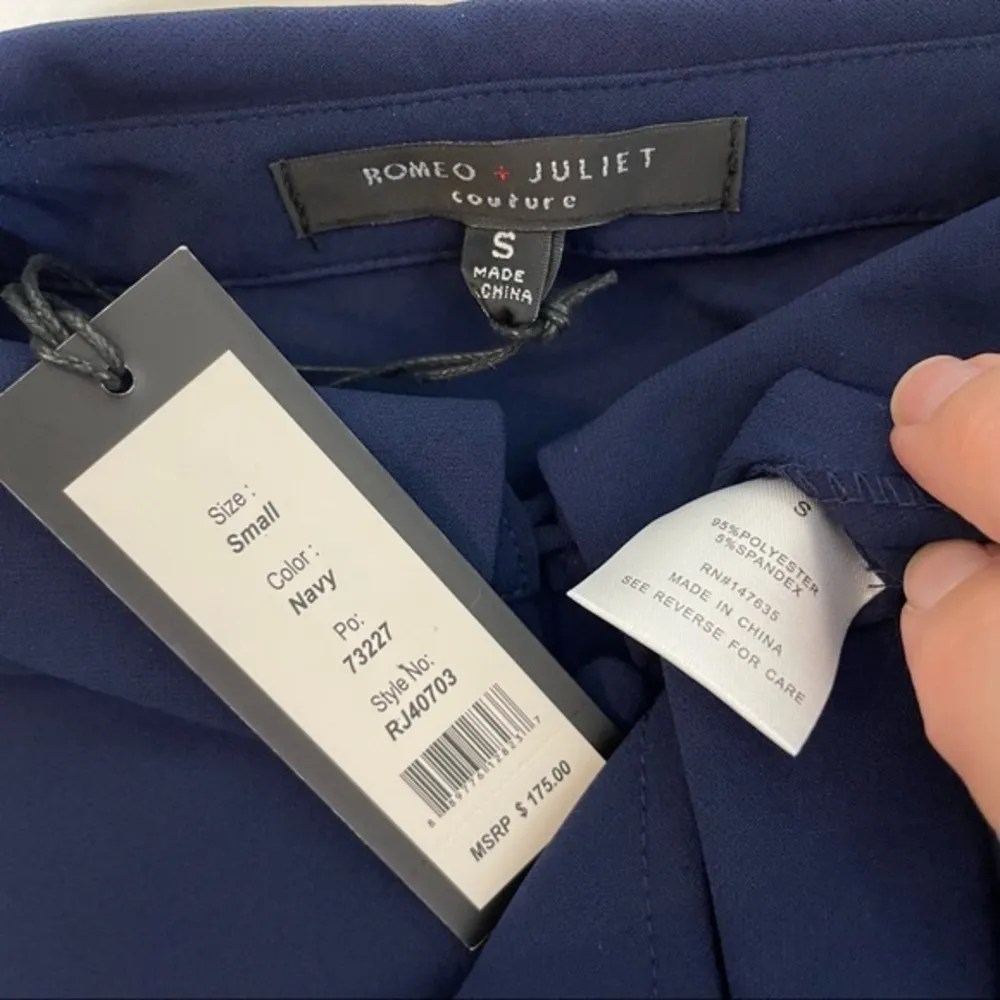 ROMEO + JULIET
couture
S
MADE
CHINA
Size :
Small
Color :
Navy
Po:
73227
Style No:
RJ40703
MSRP $ 175.00
S
95%POLYESTER
5%SPANDEX
RN#147635
MADE IN CHINA
SEE REVERSE FOR CARE